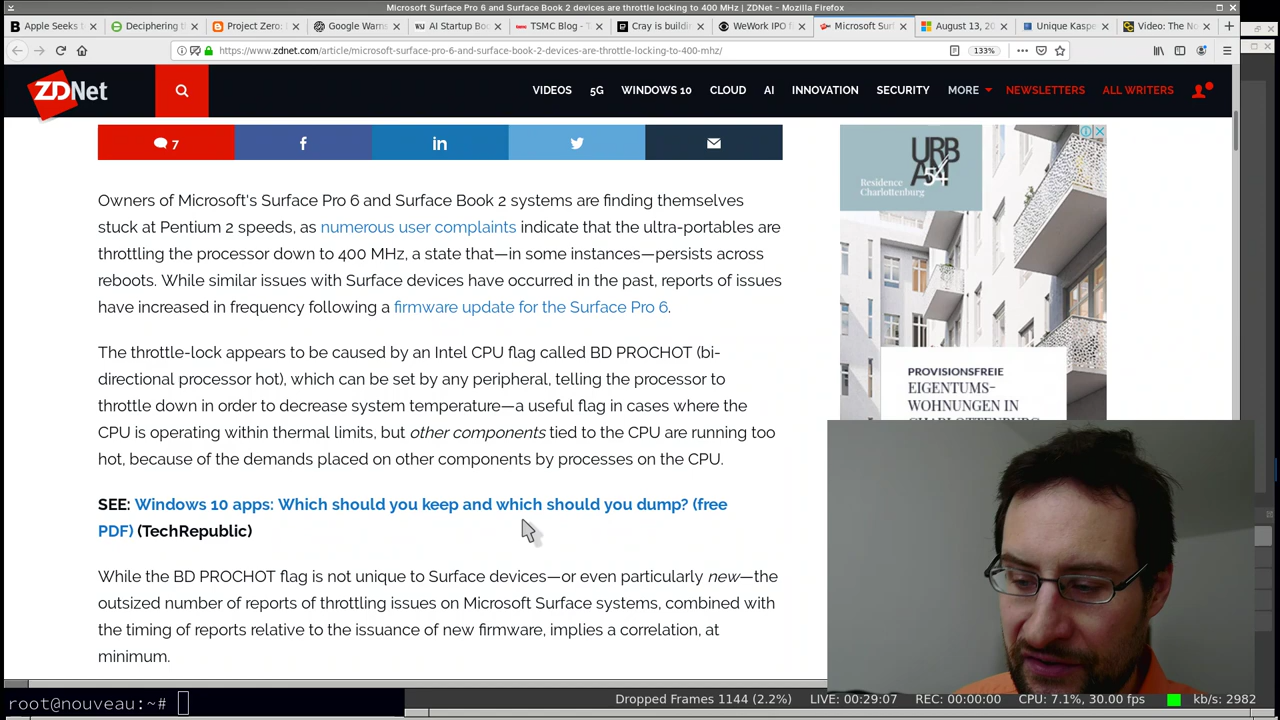 Microsoft Surface Pro 6 and Surface Book 2 devices are throttle locking to 400 MHz | ZDNet - Mozilla Firefox
Apple Seeks t
Deciphering t
Project Zero:
Google Warns
AI Startup Boo
TSMC Blog - T
Cray is building
WeWork IPO f
Microsoft Surf
August 13, 20
Unique Kaspe
Video: The No
https://www.zdnet.com/article/microsoft-surface-pro-6-and-surface-book-2-devices-are-throttle-locking-to-400-mhz/
133%
ZDNet
VIDEOS 5G WINDOWS 10 CLOUD AI INNOVATION SECURITY MORE NEWSLETTERS ALL WRITERS
7
Owners of Microsoft's Surface Pro 6 and Surface Book 2 systems are finding themselves
stuck at Pentium 2 speeds, as numerous user complaints indicate that the ultra-portables are
throttling the processor down to 400 MHz, a state that—in some instances—persists across
reboots. While similar issues with Surface devices have occurred in the past, reports of issues
have increased in frequency following a firmware update for the Surface Pro 6.
The throttle-lock appears to be caused by an Intel CPU flag called BD PROCHOT (bi-
directional processor hot), which can be set by any peripheral, telling the processor to
throttle down in order to decrease system temperature—a useful flag in cases where the
CPU is operating within thermal limits, but other components tied to the CPU are running too
hot, because of the demands placed on other components by processes on the CPU.
SEE: Windows 10 apps: Which should you keep and which should you dump? (free
PDF) (TechRepublic)
While the BD PROCHOT flag is not unique to Surface devices—or even particularly new—the
outsized number of reports of throttling issues on Microsoft Surface systems, combined with
the timing of reports relative to the issuance of new firmware, implies a correlation, at
minimum.
URB
AN
54
Residence
Charlottenburg
PROVISIONSFREIE
EIGENTUMS-
WOHNUNGEN IN
root@nouveau:~#
Dropped Frames 1144 (2.2%) LIVE: 00:29:07 REC: 00:00:00 CPU: 7.1%, 30.00 fps kb/s: 2982